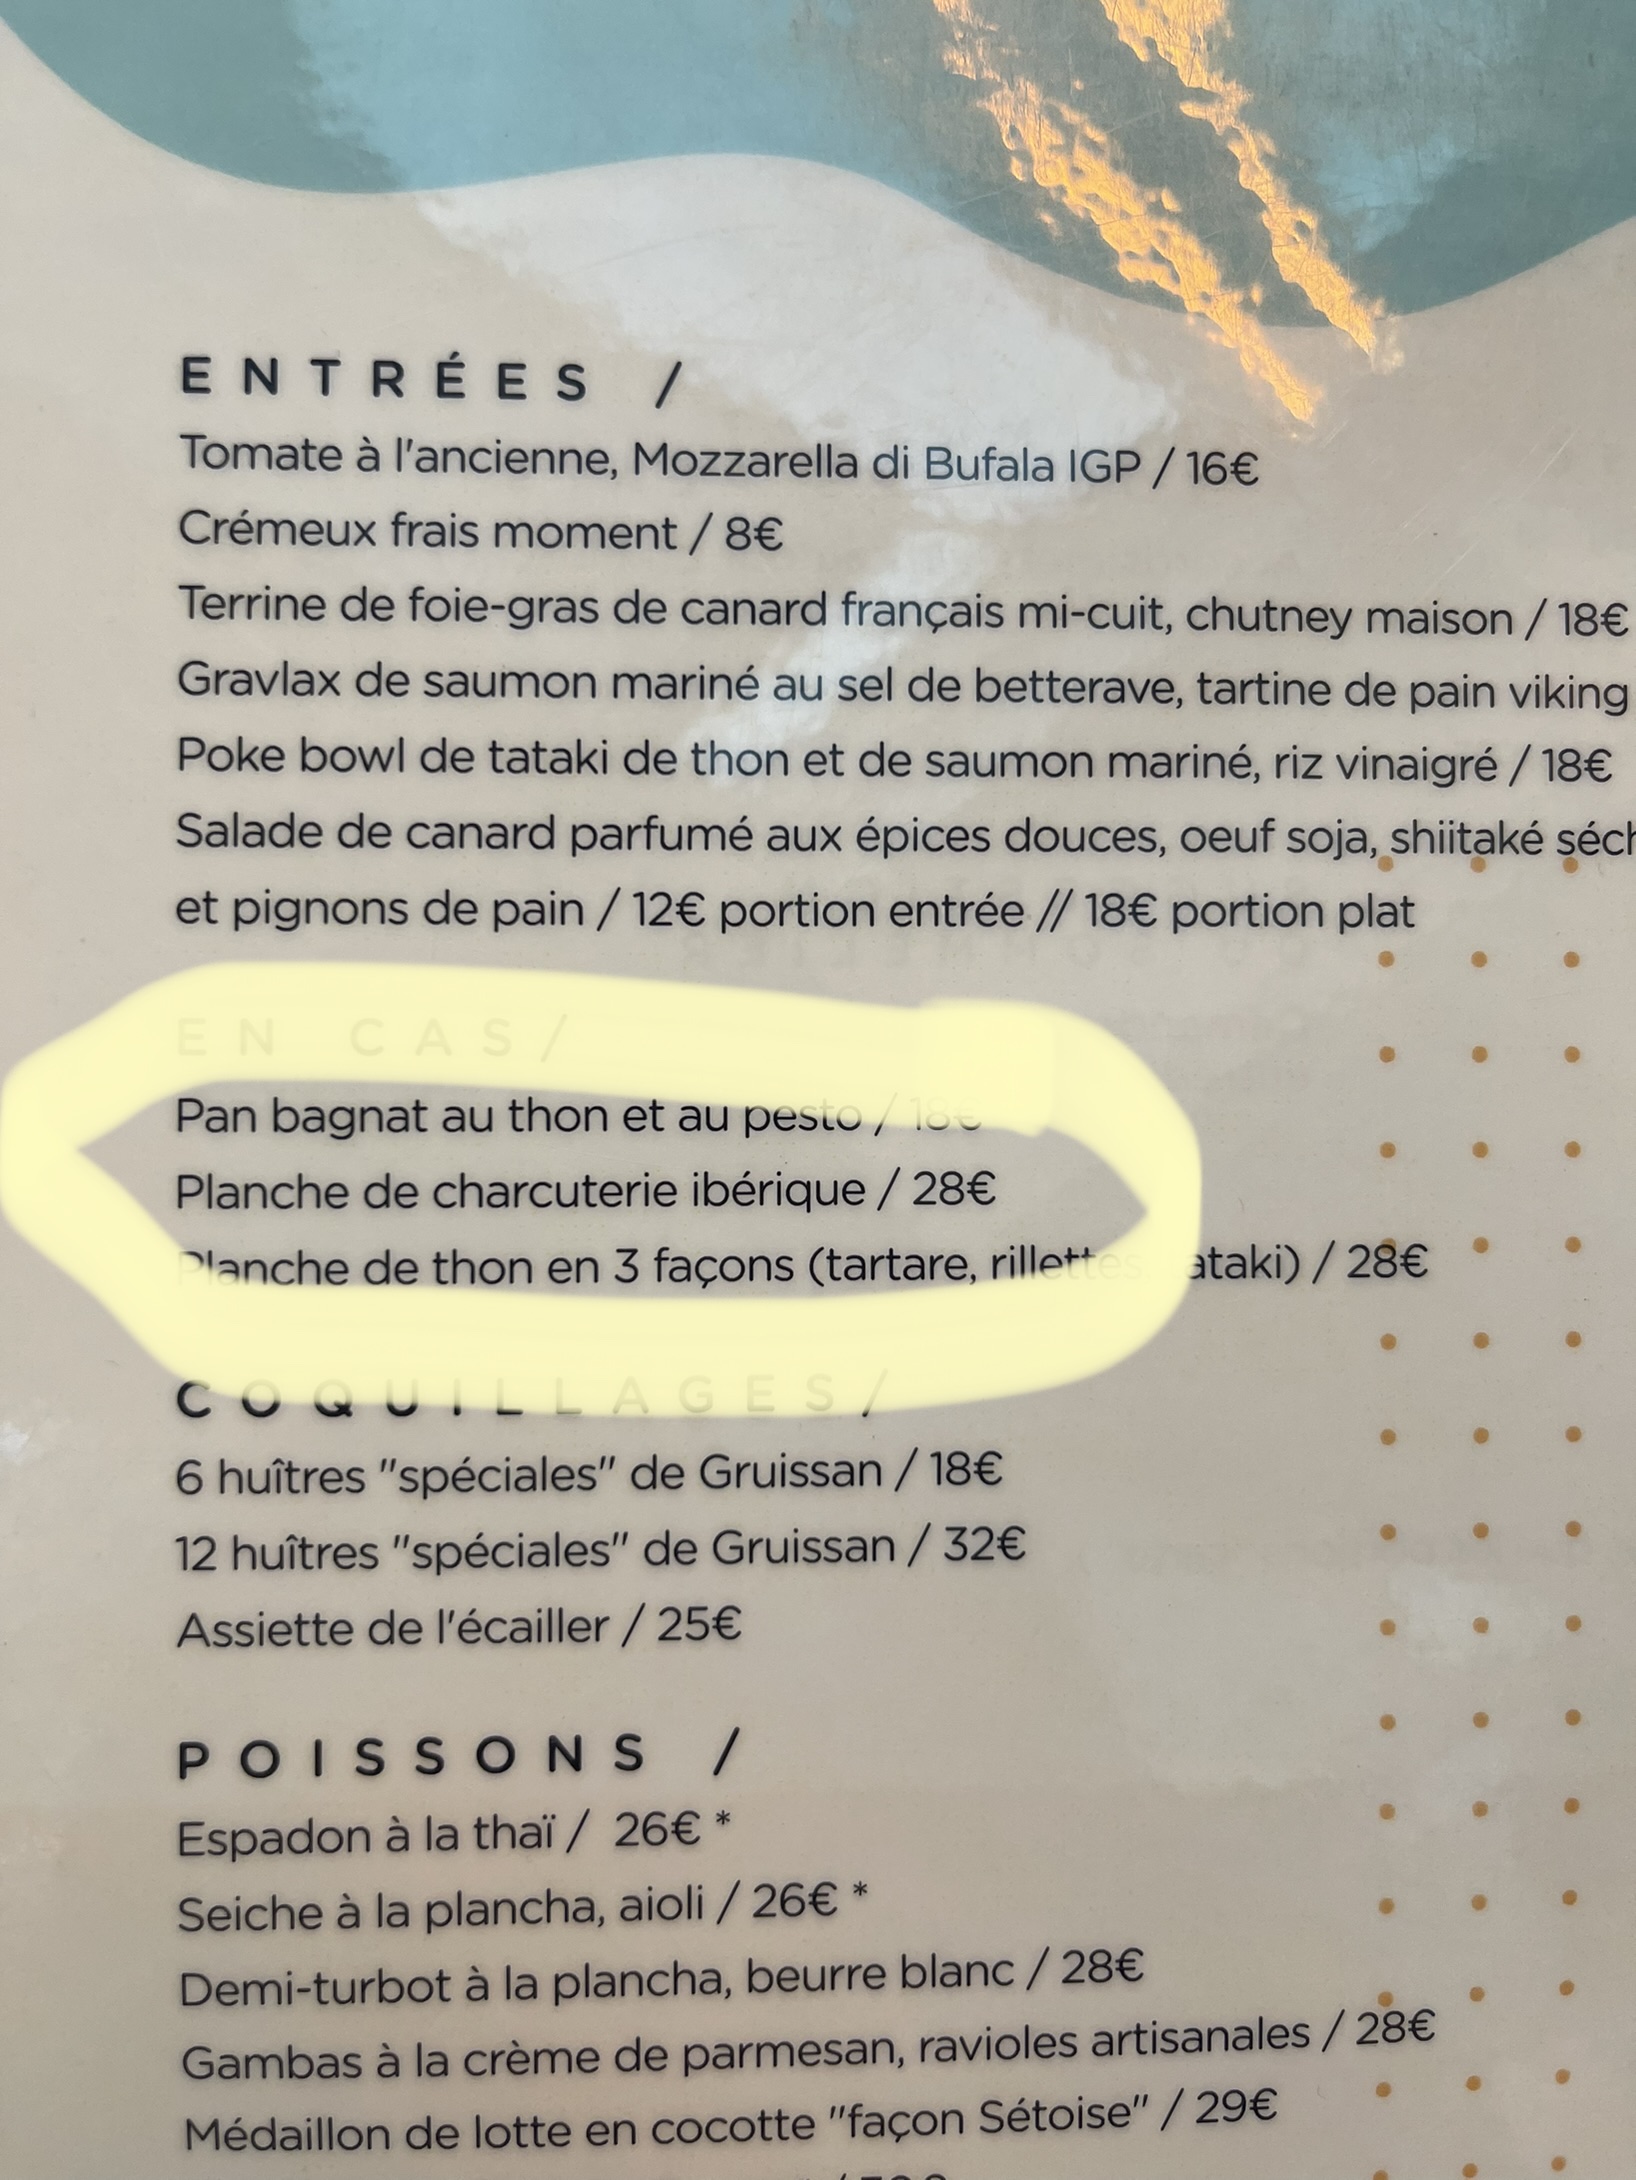 ENTRÉES /
Tomate à l'ancienne, Mozzarella di Bufala IGP / 16€
Crémeux frais moment / 8€
Terrine de foie-gras de canard français mi-cuit, chutney maison / 18€
Gravlax de saumon mariné au sel de betterave, tartine de pain viking
Poke bowl de tataki de thon et de saumon mariné, riz vinaigré / 18€
Salade de canard parfumé aux épices douces, oeuf soja, shiitaké
et pignons de pain / 12€ portion entrée // 18€ portion plat
EN CAS/
Pan bagnat au thon et au pesto / 18€
Planche de charcuterie ibérique / 28€
Planche de thon en 3 façons (tartare, rillettes ataki) / 28€
COQUILLAGES/
6 huîtres "spéciales" de Gruissan / 18€
12 huîtres "spéciales" de Gruissan / 32€
Assiette de l'écailler / 25€
POISSONS /
Espadon à la thaï / 26€ *
Seiche à la plancha, aioli / 26€ *
Demi-turbot à la plancha, beurre blanc / 28€
Gambas à la crème de parmesan, ravioles artisanales / 28€
Médaillon de lotte en cocotte "façon Sétoise" / 29€